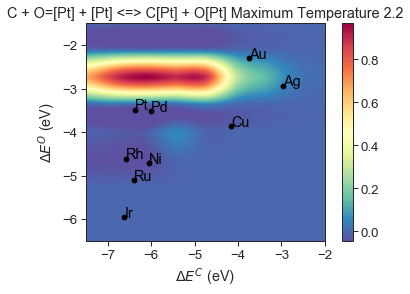 C + O=[Pt] + [Pt] <=> C[Pt] + O[Pt] Maximum Temperature 2.2
−2
−3
−4
−5
−6
ΔE^O (eV)
Au
Ag
Pt
Pd
Cu
Rh
Ni
Ru
Ir
−7
−6
−5
−4
−3
−2
ΔE^C (eV)
0.8
0.6
0.4
0.2
0.0